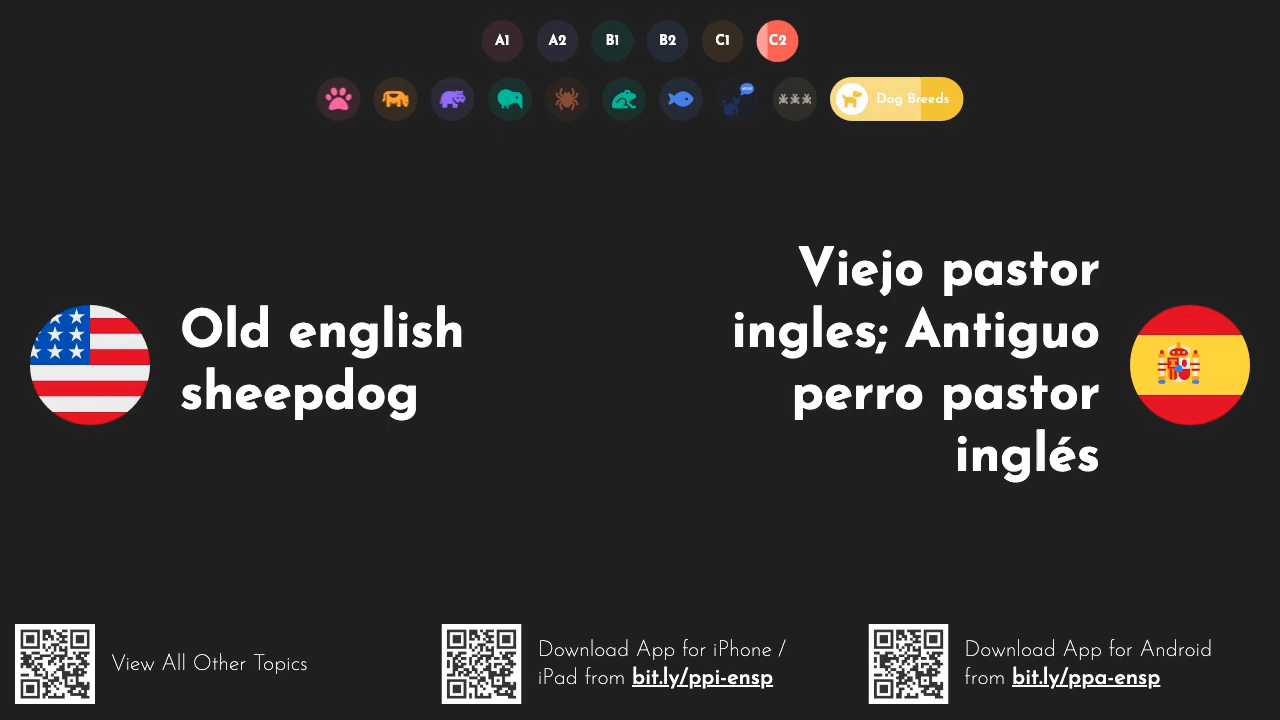 A1 A2 B1 B2 C1 C2
Dog Breeds
Old english
sheepdog
Viejo pastor
ingles; Antiguo
perro pastor
inglés
View All Other Topics
Download App for iPhone /
iPad from bit.ly/ppi-ensp
Download App for Android
from bit.ly/ppa-ensp